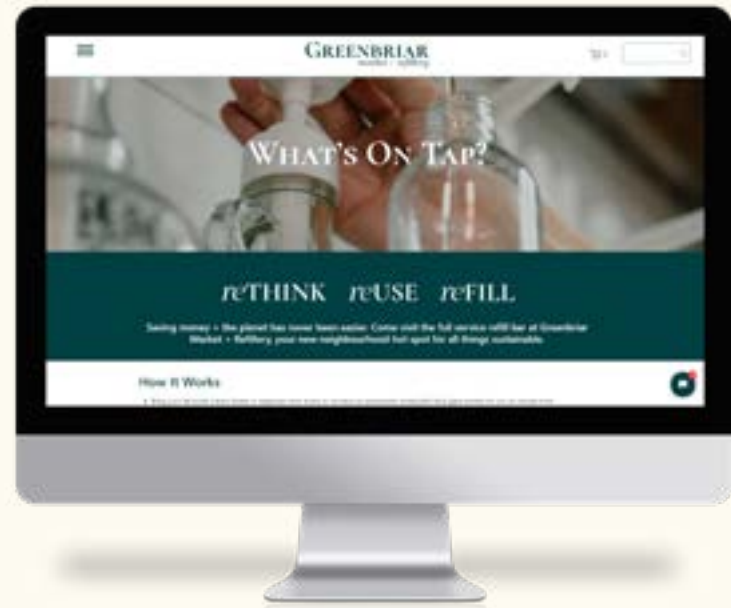 GREENBRIAR
market + refillery
WHAT'S ON TAP?
reTHINK reUSE reFILL
Saving money + the planet has never been easier. Come visit the full service refill bar at Greenbriar
Market + Refillery, your new neighbourhood hot spot for all things sustainable.
How It Works